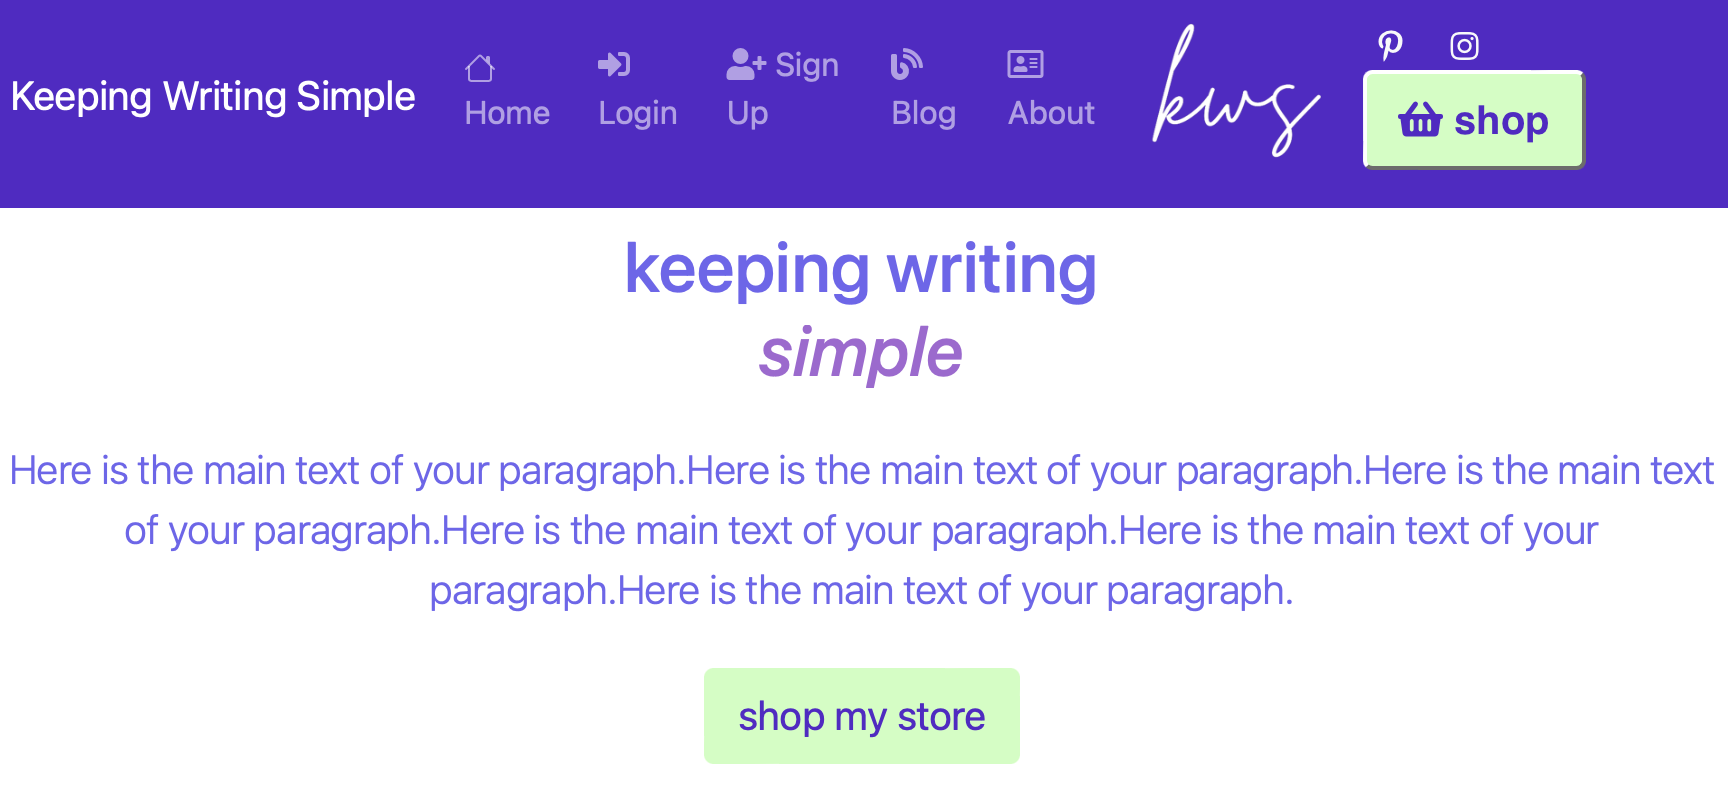 Keeping Writing Simple
Home
Login
Sign Up
Blog
About
kws
shop
keeping writing
simple
Here is the main text of your paragraph.Here is the main text of your paragraph.Here is the main text
of your paragraph.Here is the main text of your paragraph.Here is the main text of your
paragraph.Here is the main text of your paragraph.
shop my store